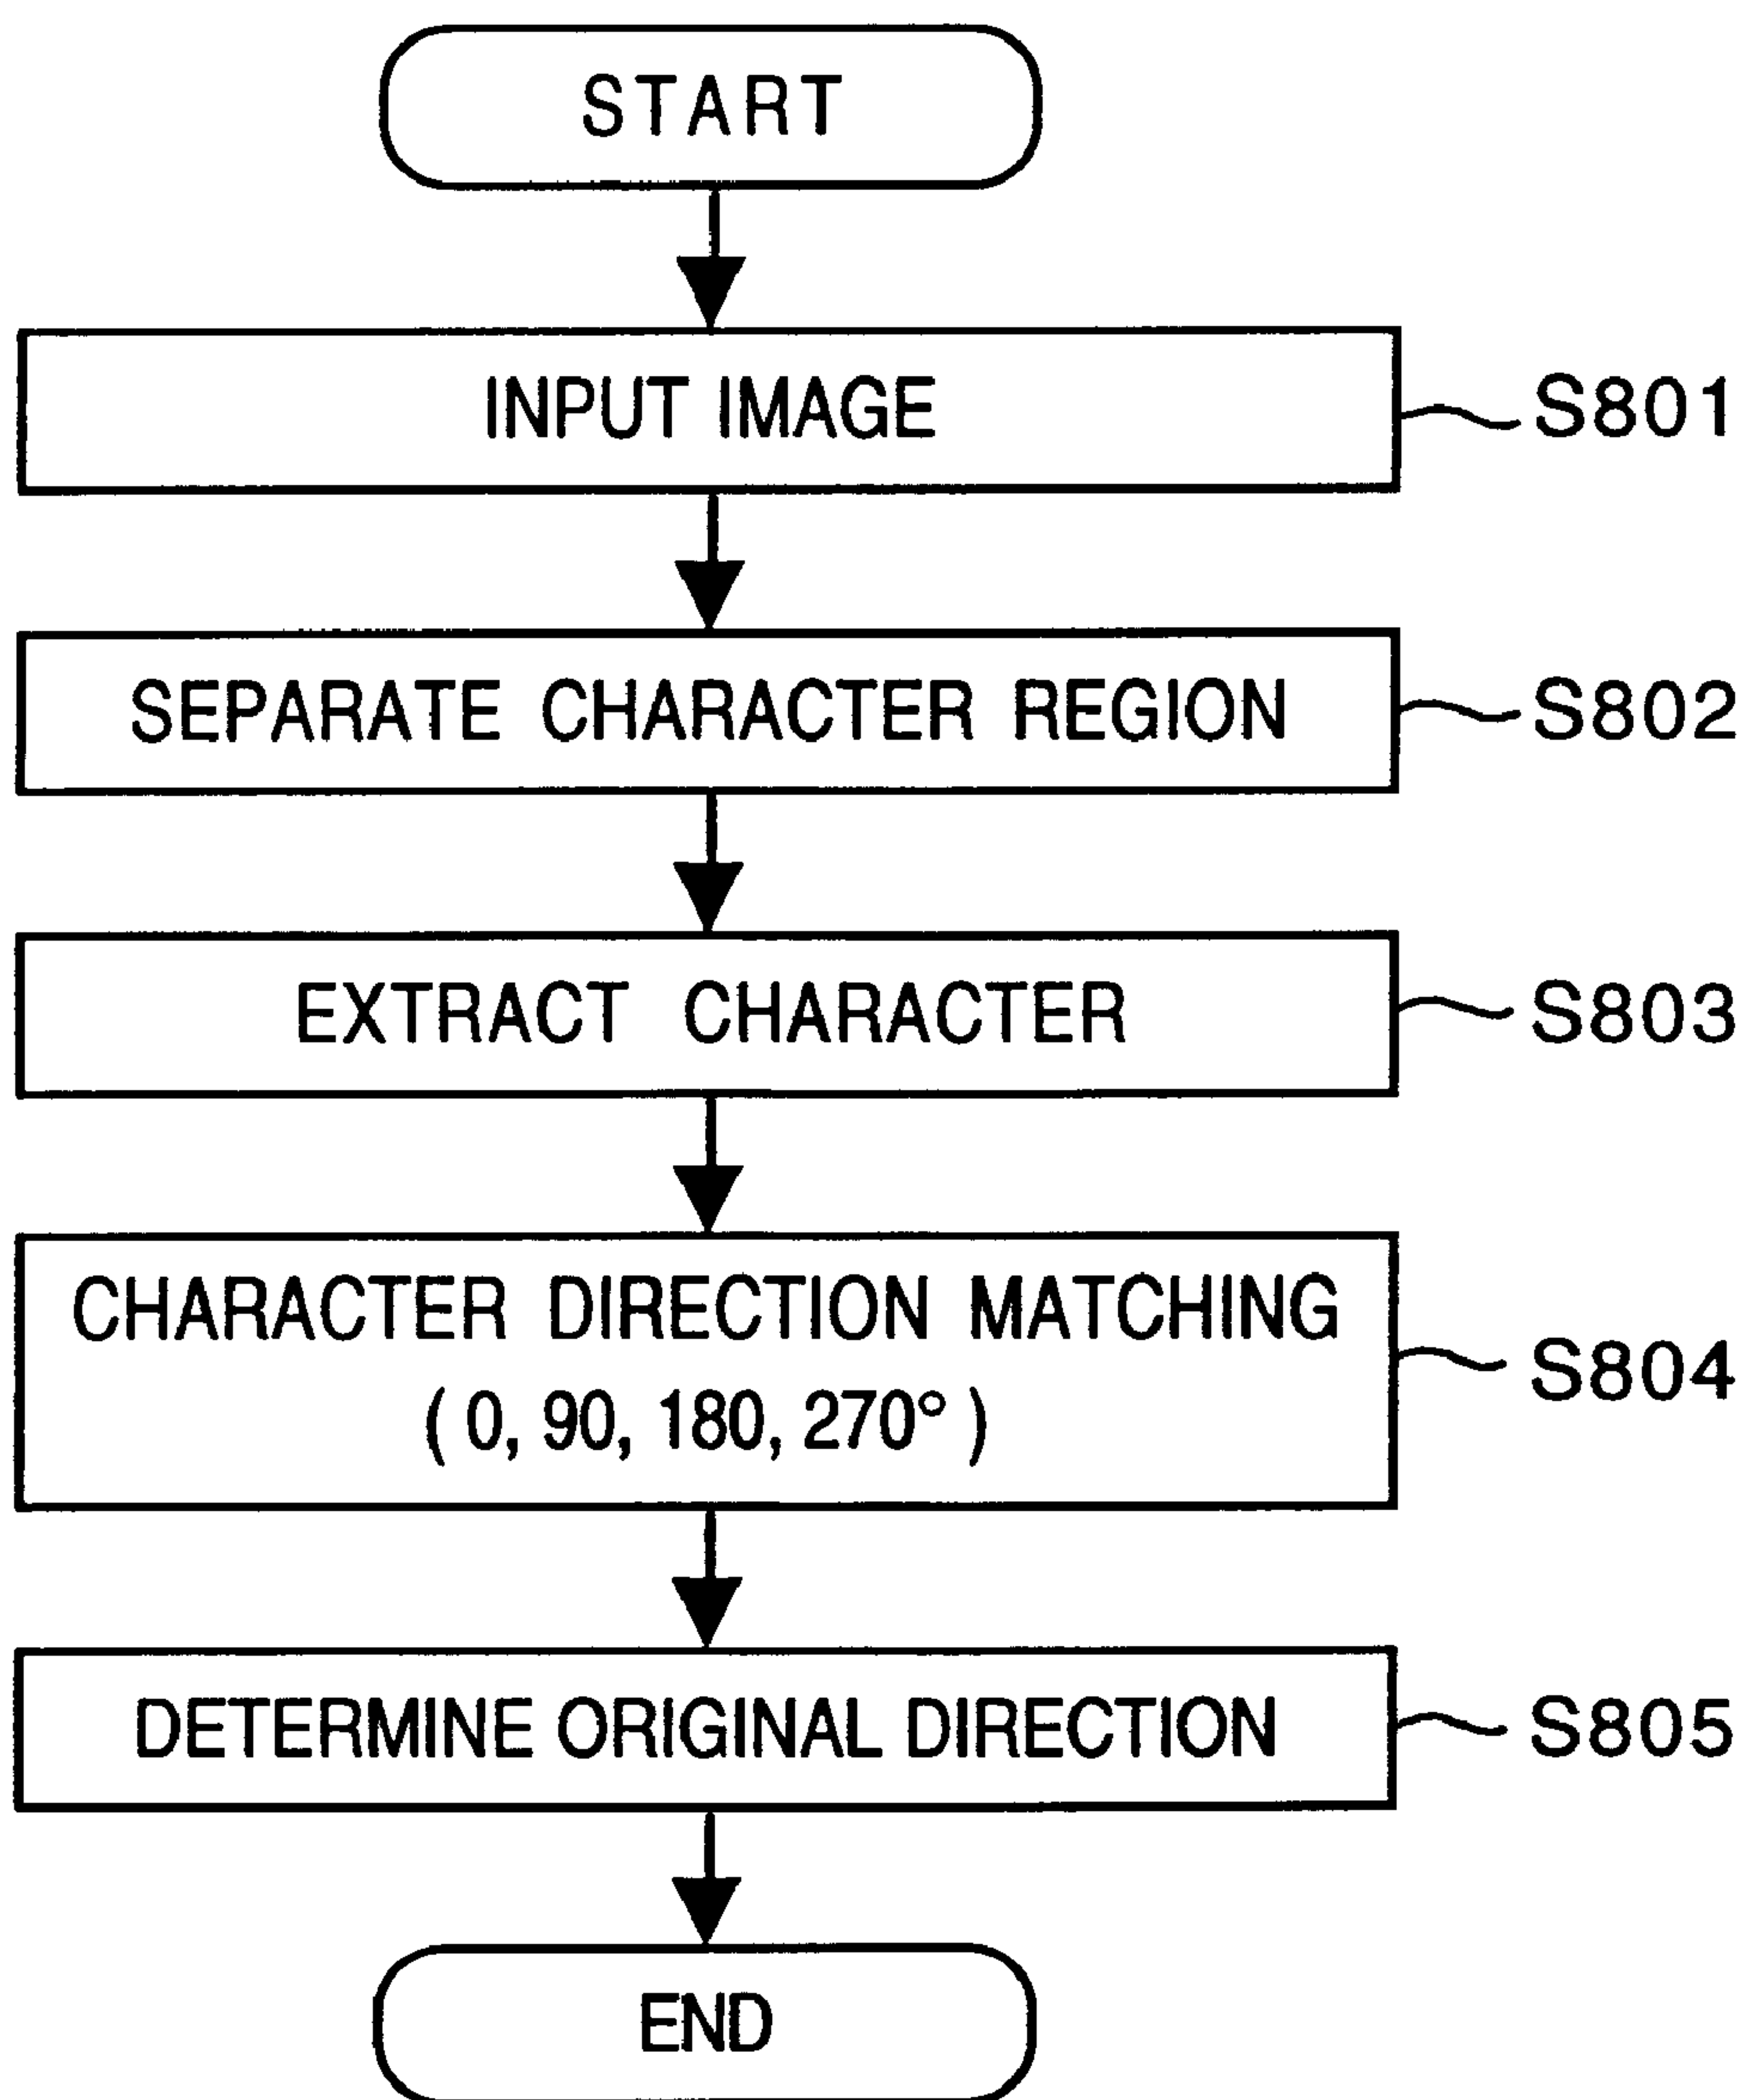 START
INPUT IMAGE
S801
SEPARATE CHARACTER REGION
S802
EXTRACT CHARACTER
S803
CHARACTER DIRECTION MATCHING
(0, 90, 180, 270°)
S804
DETERMINE ORIGINAL DIRECTION
S805
END